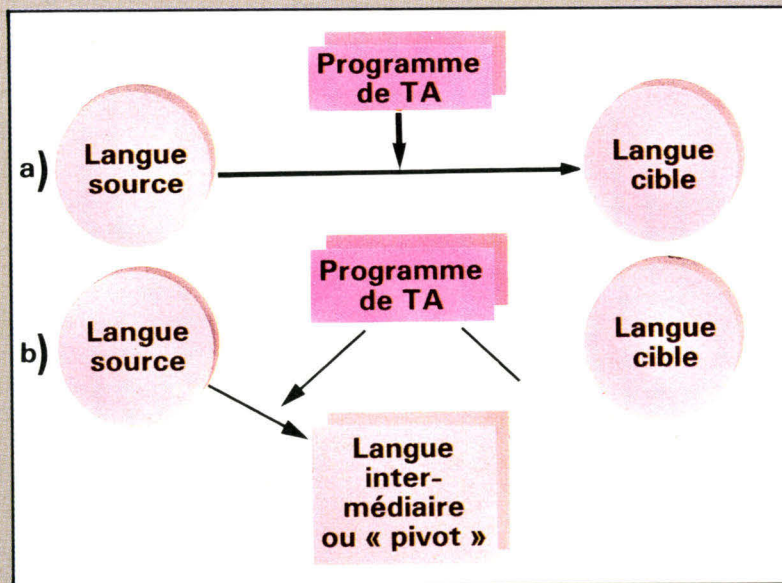 Programme
de TA
a)
Langue
source
Langue
cible
Programme
de TA
b)
Langue
source
Langue
cible
Langue
inter-
médiaire
ou « pivot »